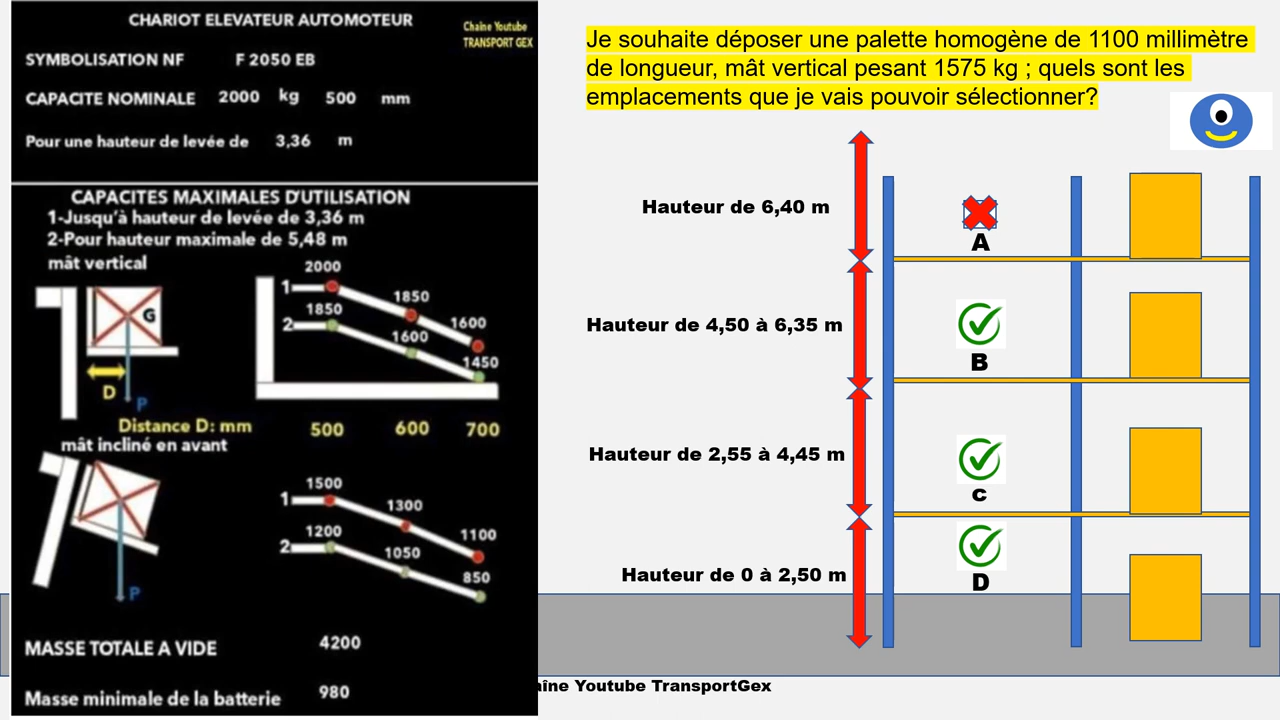 CHARIOT ELEVATEUR AUTOMOTEUR
Chaîne Youtube
TRANSPORT GEX
SYMBOLISATION NF F 2050 EB
CAPACITE NOMINALE 2000 kg 500 mm
Pour une hauteur de levée de 3,36 m
CAPACITES MAXIMALES D'UTILISATION
1-Jusqu'à hauteur de levée de 3,36 m
2-Pour hauteur maximale de 5,48 m
mât vertical
G
D
P
2000
1
1850
1850
2
1600
1600
1450
Distance D: mm 500 600 700
mât incliné en avant
P
1500
1
1300
1200
1100
2
1050
850
MASSE TOTALE A VIDE 4200
Masse minimale de la batterie 980
Je souhaite déposer une palette homogène de 1100 millimètre
de longueur, mât vertical pesant 1575 kg ; quels sont les
emplacements que je vais pouvoir sélectionner?
Hauteur de 6,40 m
A
Hauteur de 4,50 à 6,35 m
B
Hauteur de 2,55 à 4,45 m
C
Hauteur de 0 à 2,50 m
D
aîne Youtube TransportGex